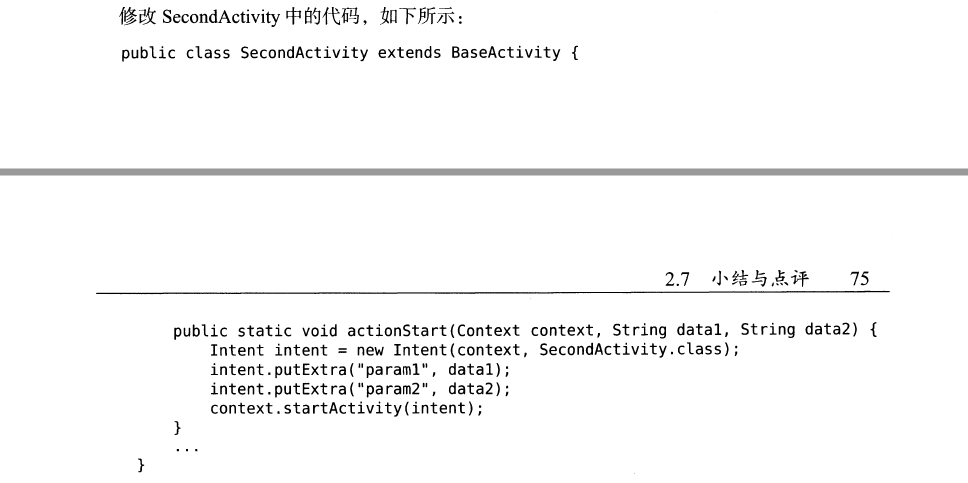 修改 SecondActivity 中的代码，如下所示：
public class SecondActivity extends BaseActivity {
2.7 小结与点评 75
public static void actionStart(Context context, String data1, String data2) {
Intent intent = new Intent(context, SecondActivity.class);
intent.putExtra("param1", data1);
intent.putExtra("param2", data2);
context.startActivity(intent);
}
...
}